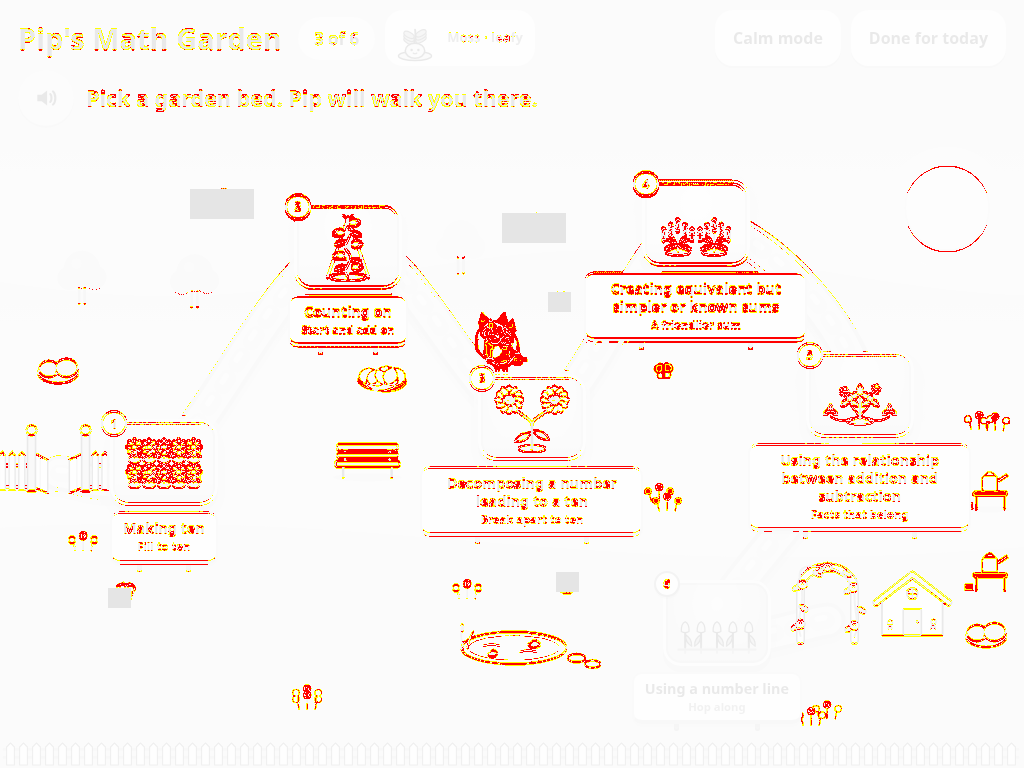 Pip's Math Garden
3 of 6
Moss · leafy
Calm mode
Done for today
Pick a garden bed. Pip will walk you there.
3
Counting on
Start and add on
4
Creating equivalent but
simpler or known sums
A friendlier sum
1
Making ten
Fill to ten
Decomposing a number
leading to a ten
Break apart to ten
Using the relationship
between addition and
subtraction
Facts that belong
Using a number line
Hop along